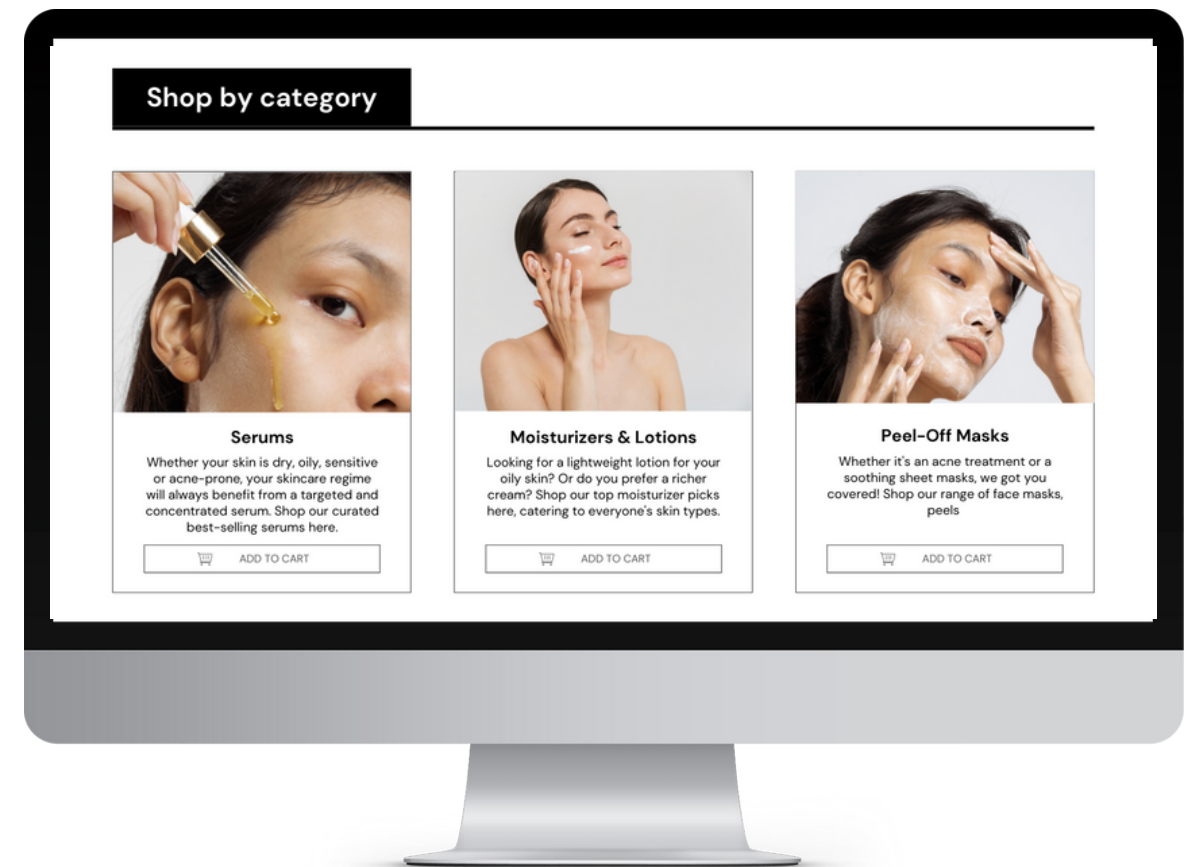 Shop by category
Serums
Whether your skin is dry, oily, sensitive
or acne-prone, your skincare regime
will always benefit from a targeted and
concentrated serum. Shop our curated
best-selling serums here.
ADD TO CART
Moisturizers & Lotions
Looking for a lightweight lotion for your
oily skin? Or do you prefer a richer
cream? Shop our top moisturizer picks
here, catering to everyone's skin types.
ADD TO CART
Peel-Off Masks
Whether it's an acne treatment or a
soothing sheet masks, we got you
covered! Shop our range of face masks,
peels
ADD TO CART